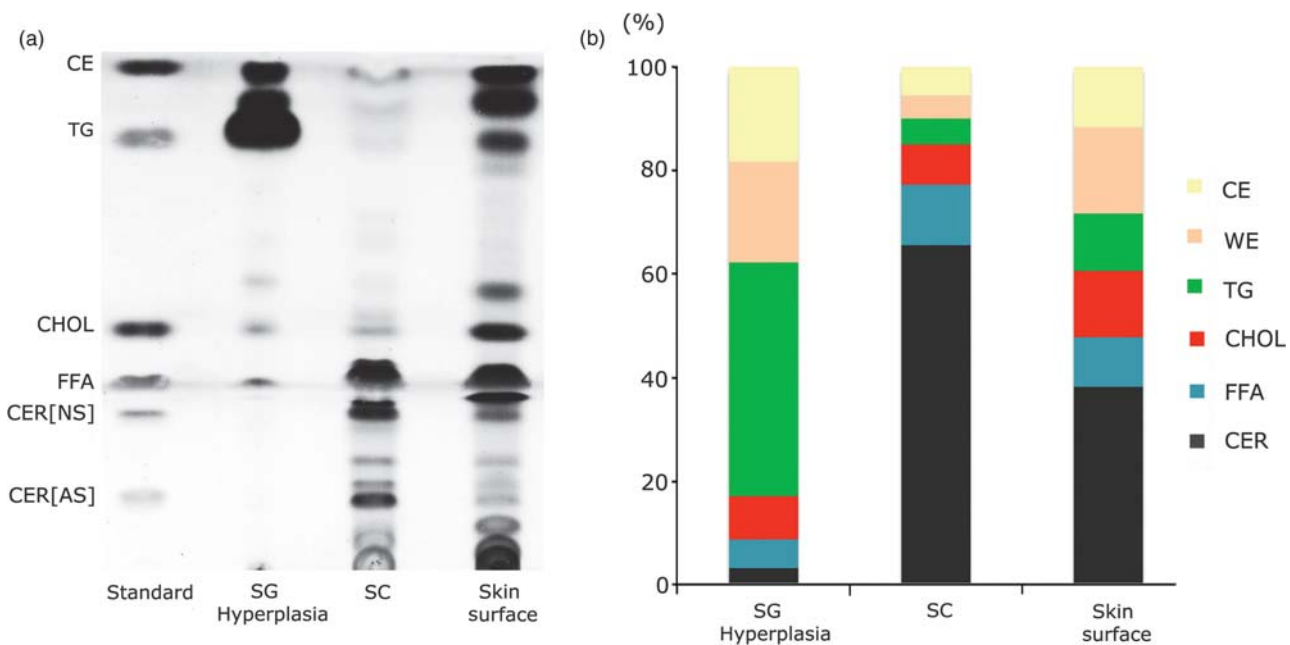 (a)
CE
TG
CHOL
FFA
CER[NS]
CER[AS]
Standard
SG
Hyperplasia
SC
Skin
surface
(b)
(%)
100
80
60
40
20
0
SG
Hyperplasia
SC
Skin
surface
CE
WE
TG
CHOL
FFA
CER